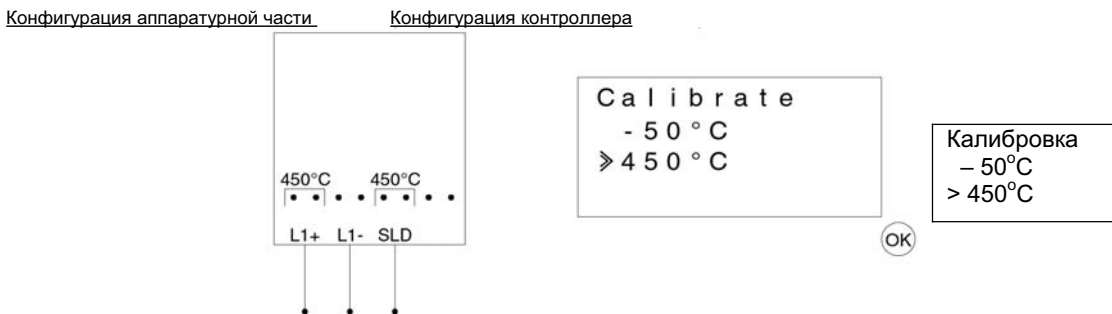 Конфигурация аппаратурной части
Конфигурация контроллера
450°C 450°C
L1+ L1- SLD
Calibrate
-50°C
⪢450°C
OK
Калибровка
– 50°C
> 450°C